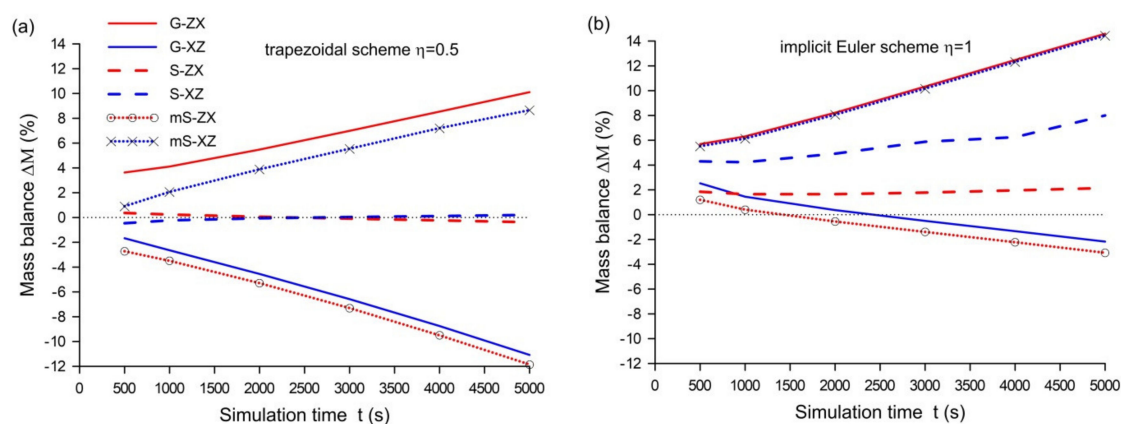 (a)
G-ZX
G-XZ
S-ZX
S-XZ
mS-ZX
mS-XZ
trapezoidal scheme η=0.5
14
12
10
8
6
4
2
0
-2
-4
-6
-8
-10
-12
Mass balance ΔM (%)
0 500 1000 1500 2000 2500 3000 3500 4000 4500 5000
Simulation time t (s)
(b)
implicit Euler scheme η=1
14
12
10
8
6
4
2
0
-2
-4
-6
-8
-10
-12
Mass balance ΔM (%)
0 500 1000 1500 2000 2500 3000 3500 4000 4500 5000
Simulation time t (s)